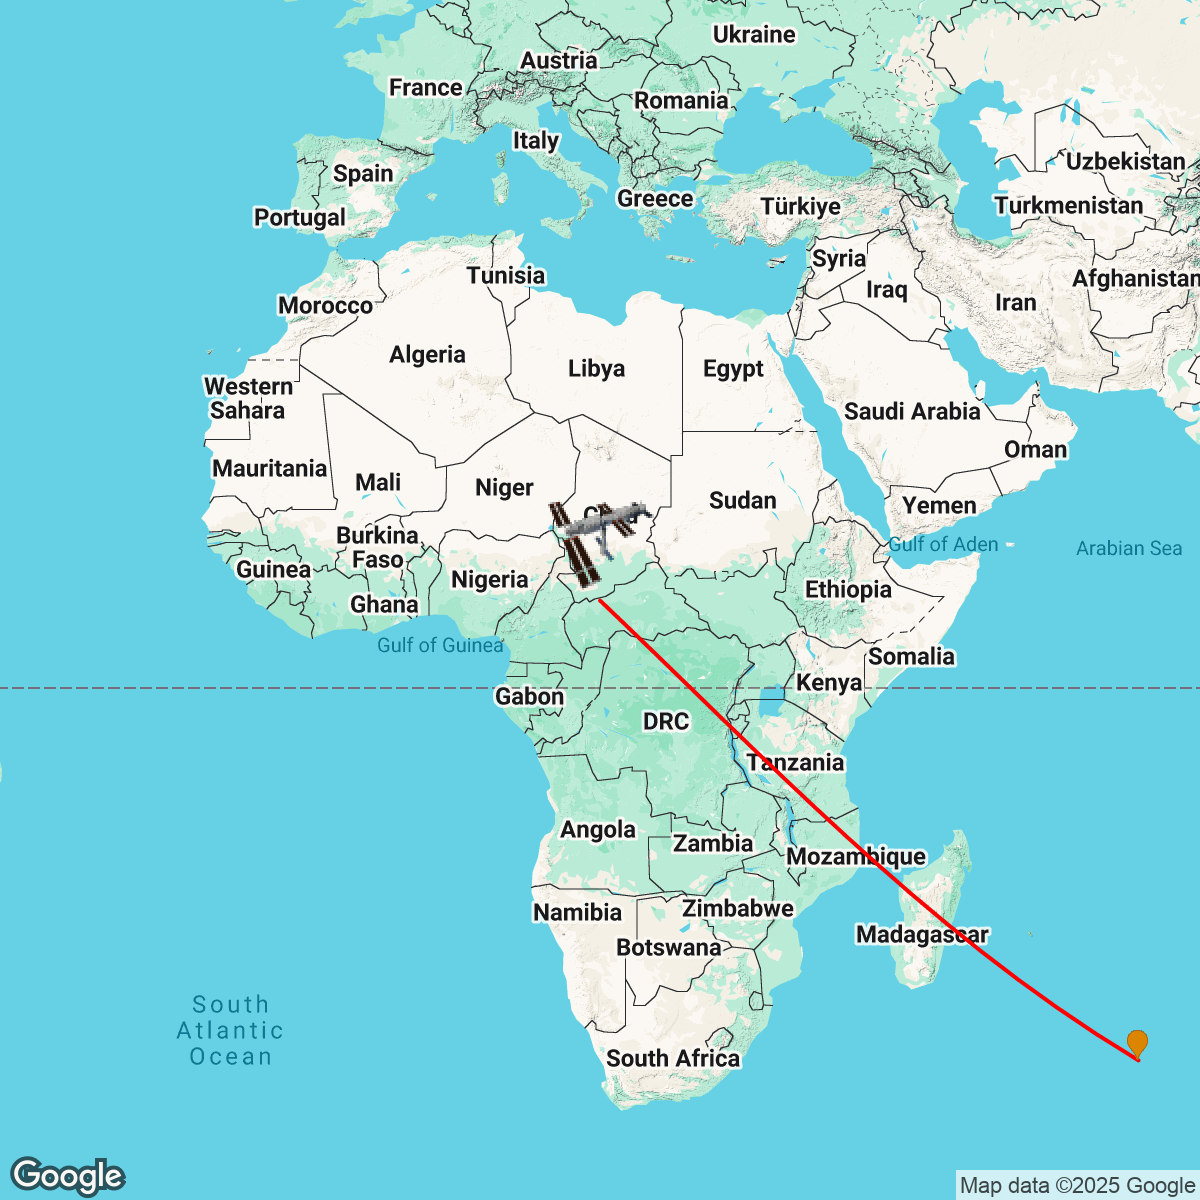 Ukraine
Austria
France
Romania
Italy
Uzbekistan
Spain
Greece
Türkiye
Turkmenistan
Portugal
Syria
Tunisia
Afghanistan
Iraq
Iran
Morocco
Algeria
Libya
Egypt
Western
Sahara
Saudi Arabia
Oman
Mauritania
Mali
Niger
Sudan
Yemen
Burkina
Faso
Gulf of Aden
Arabian Sea
Guinea
Nigeria
Ethiopia
Ghana
Gulf of Guinea
Somalia
Kenya
Gabon
DRC
Tanzania
Angola
Zambia
Mozambique
Zimbabwe
Namibia
Madagascar
Botswana
South
Atlantic
Ocean
South Africa
Google
Map data ©2025 Google